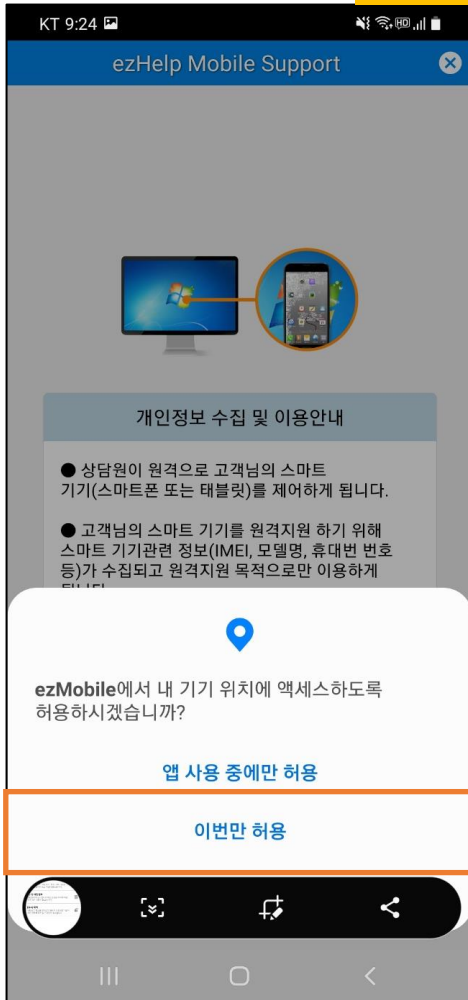 KT 9:24
ezHelp Mobile Support
개인정보 수집 및 이용안내
● 상담원이 원격으로 고객님의 스마트
기기(스마트폰 또는 태블릿)를 제어하게 됩니다.
● 고객님의 스마트 기기를 원격지원 하기 위해
스마트 기기관련 정보(IMEI, 모델명, 휴대번 번호
등)가 수집되고 원격지원 목적으로만 이용하게
ezMobile에서 내 기기 위치에 액세스하도록
허용하시겠습니까?
앱 사용 중에만 허용
이번만 허용